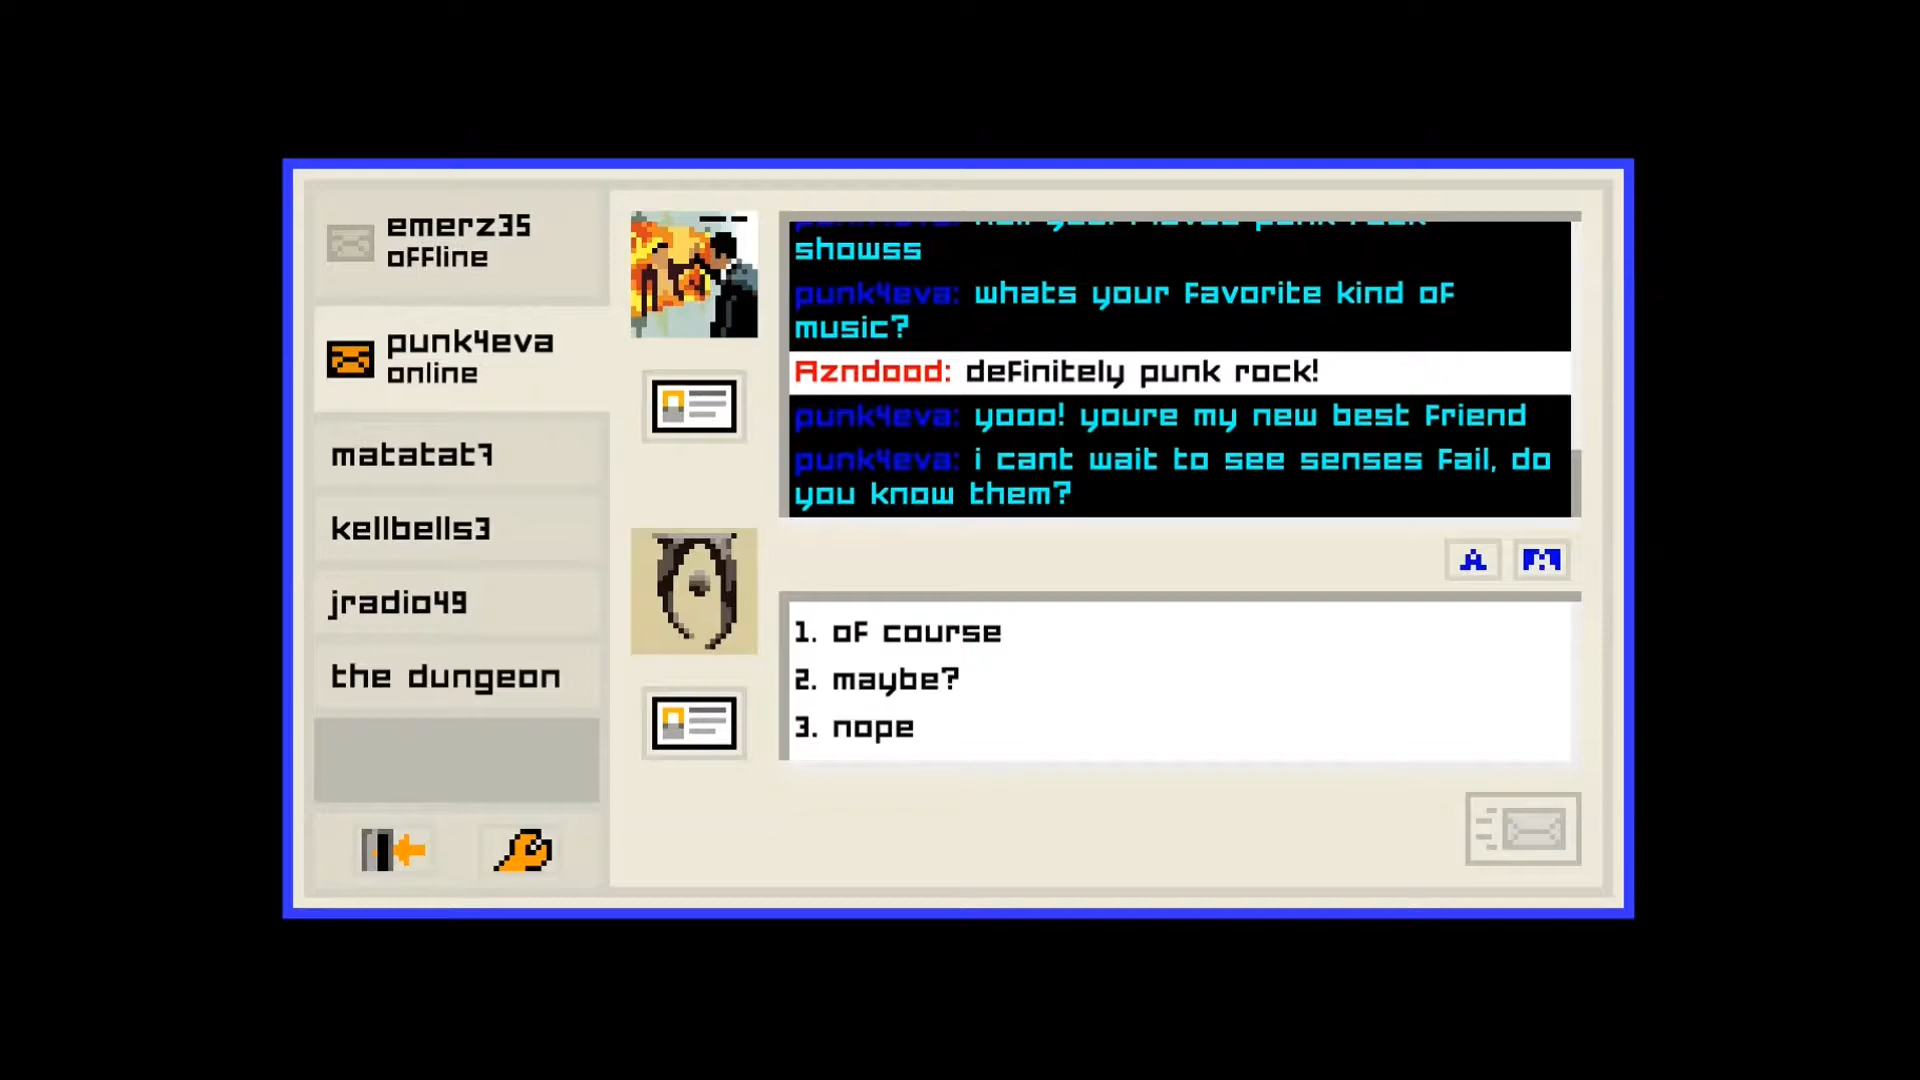 emerz35
offline
punk4eva
online
matatat7
kellbells3
jradio49
the dungeon
showss
punk4eva: whats your favorite kind of
music?
Azndood: definitely punk rock!
punk4eva: yooo! youre my new best friend
punk4eva: i cant wait to see senses fail, do
you know them?
A M
1. of course
2. maybe?
3. nope